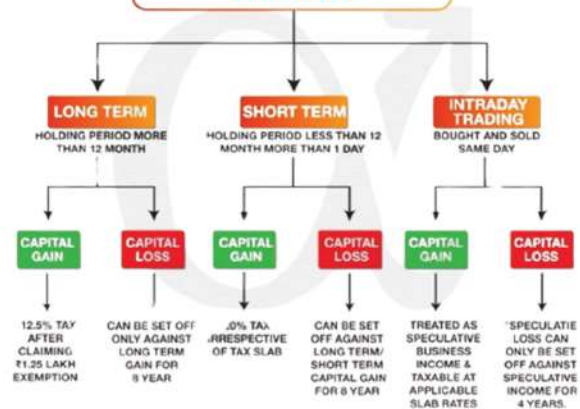 LONG TERM
HOLDING PERIOD MORE
THAN 12 MONTH
SHORT TERM
HOLDING PERIOD LESS THAN 12
MONTH MORE THAN 1 DAY
INTRADAY
TRADING
BOUGHT AND SOLD
SAME DAY
CAPITAL
GAIN
CAPITAL
LOSS
CAPITAL
GAIN
CAPITAL
LOSS
CAPITAL
GAIN
CAPITAL
LOSS
12.5% TAX
AFTER
CLAIMING
₹1.25 LAKH
EXEMPTION
CAN BE SET OFF
ONLY AGAINST
LONG TERM
GAIN FOR
8 YEAR
TAX
IRRESPECTIVE
OF TAX SLAB
CAN BE SET
OFF AGAINST
LONG TERM/
SHORT TERM
CAPITAL GAIN
FOR 8 YEAR
TREATED AS
SPECULATIVE
BUSINESS
INCOME &
TAXABLE AT
APPLICABLE
SLAB RATES
LOSS CAN
ONLY BE SET
OFF AGAINST
SPECULATIVE
INCOME FOR
4 YEARS.